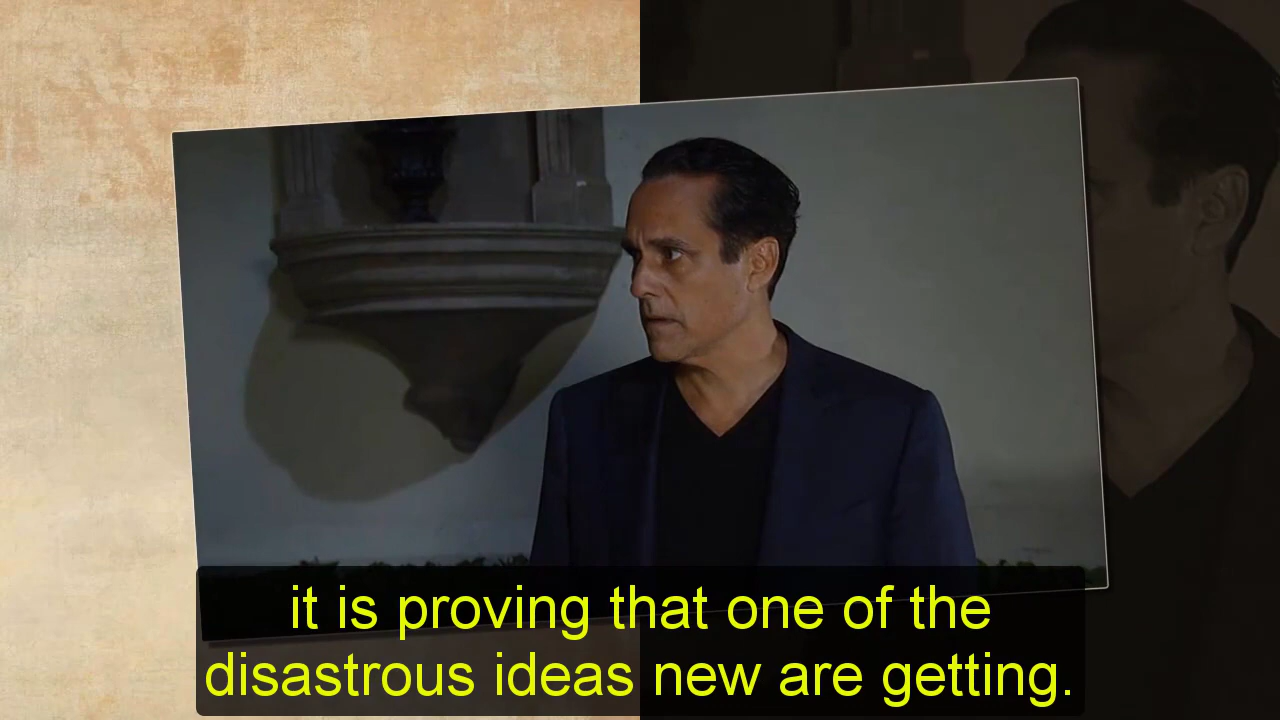 it is proving that one of the
disastrous ideas new are getting.